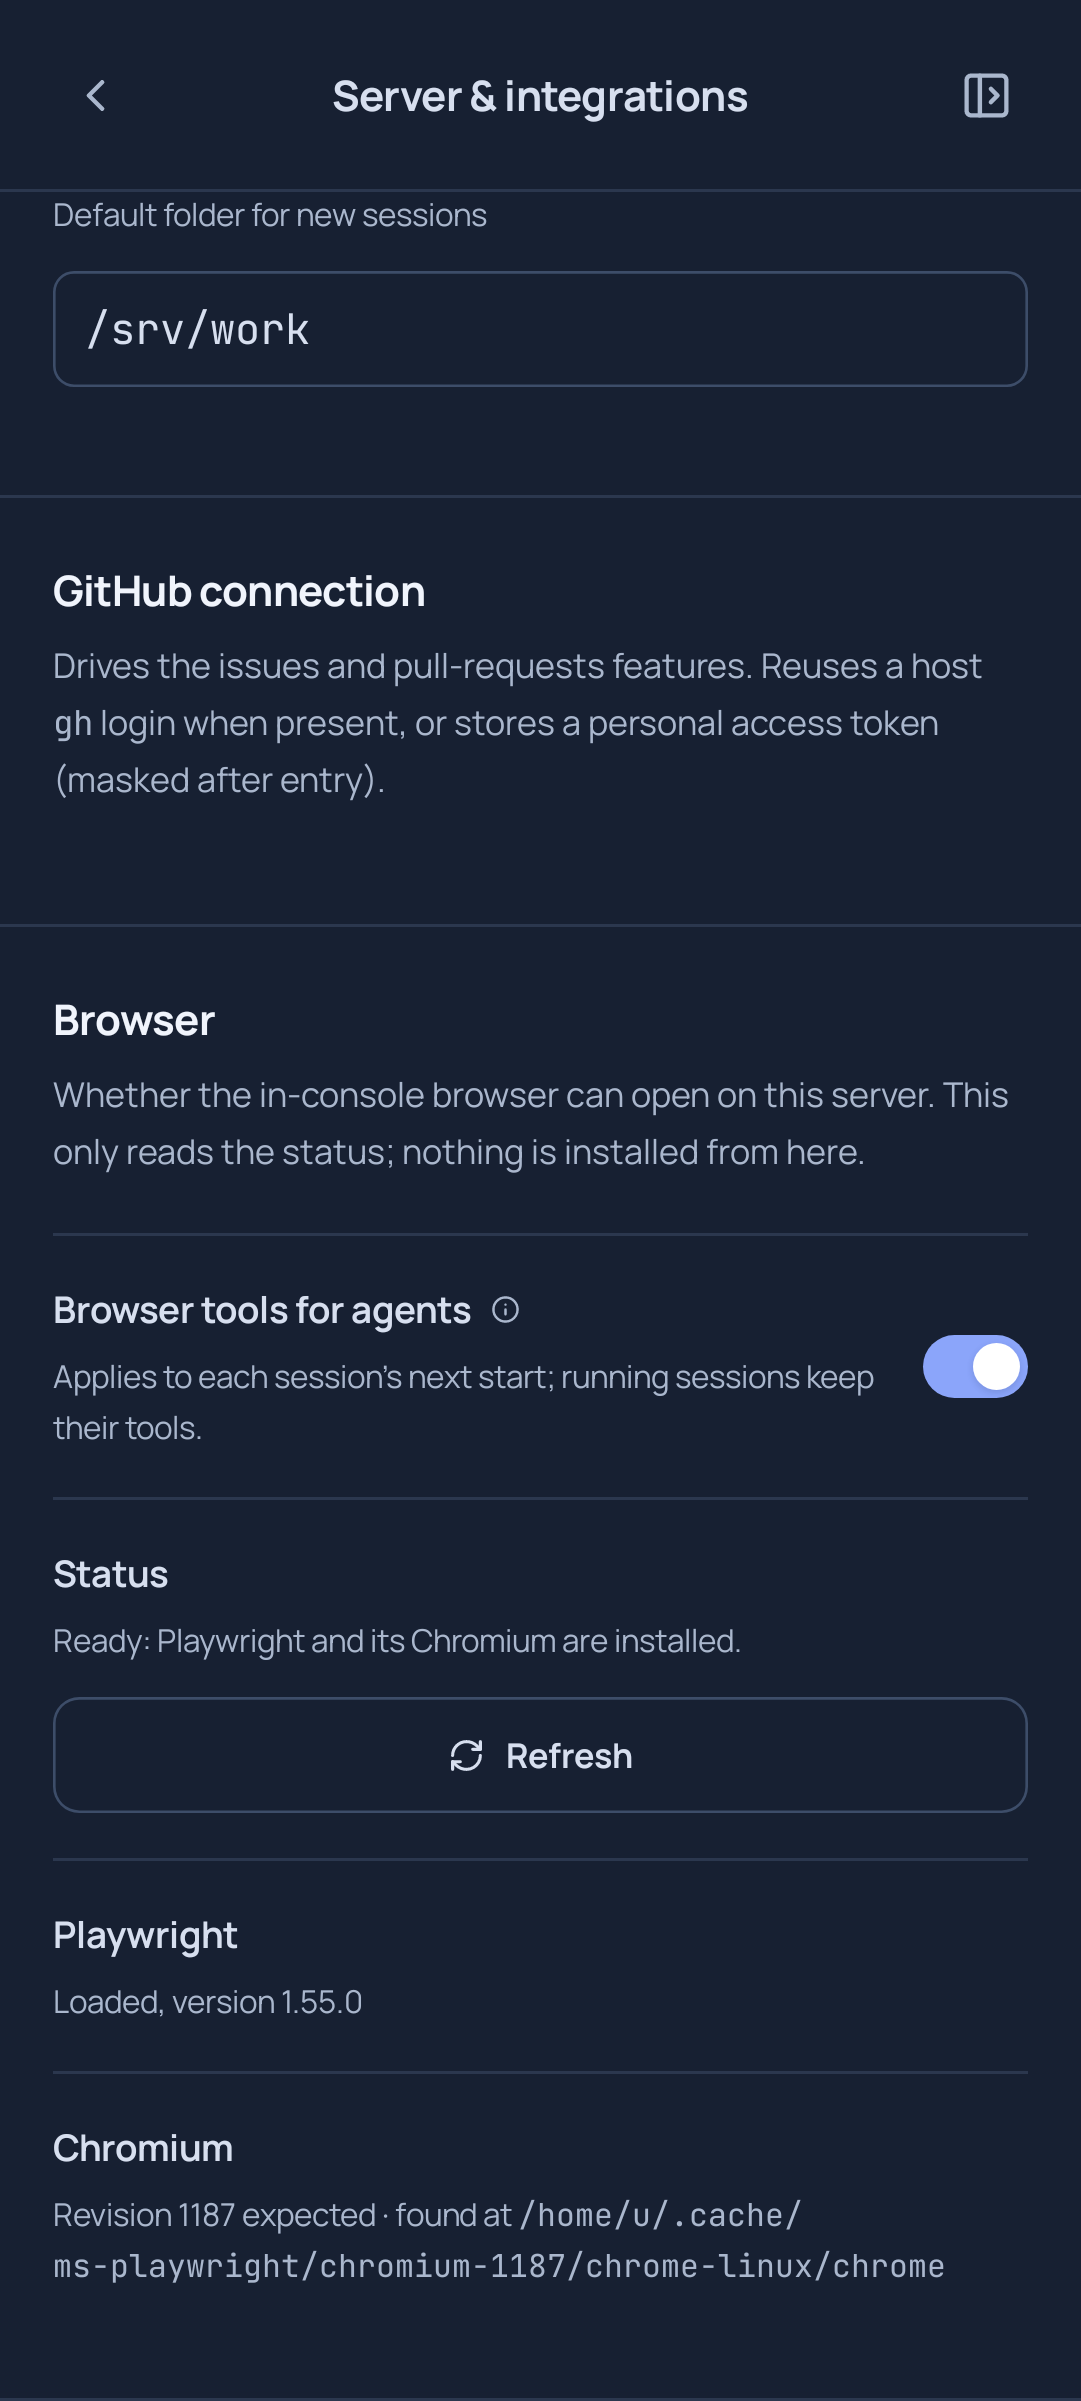 Server & integrations
Default folder for new sessions
/srv/work
GitHub connection
Drives the issues and pull-requests features. Reuses a host
gh login when present, or stores a personal access token
(masked after entry).
Browser
Whether the in-console browser can open on this server. This
only reads the status; nothing is installed from here.
Browser tools for agents
Applies to each session’s next start; running sessions keep
their tools.
Status
Ready: Playwright and its Chromium are installed.
Refresh
Playwright
Loaded, version 1.55.0
Chromium
Revision 1187 expected · found at /home/u/.cache/
ms-playwright/chromium-1187/chrome-linux/chrome